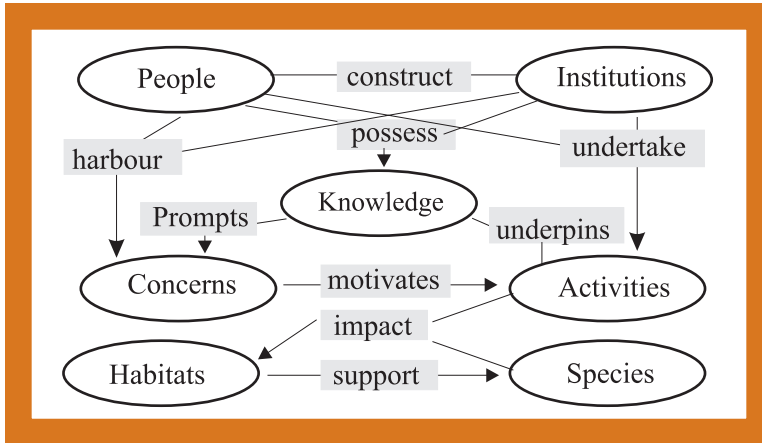 People
construct
Institutions
possess
harbour
undertake
Knowledge
Prompts
underpins
Concerns
motivates
Activities
impact
Habitats
support
Species